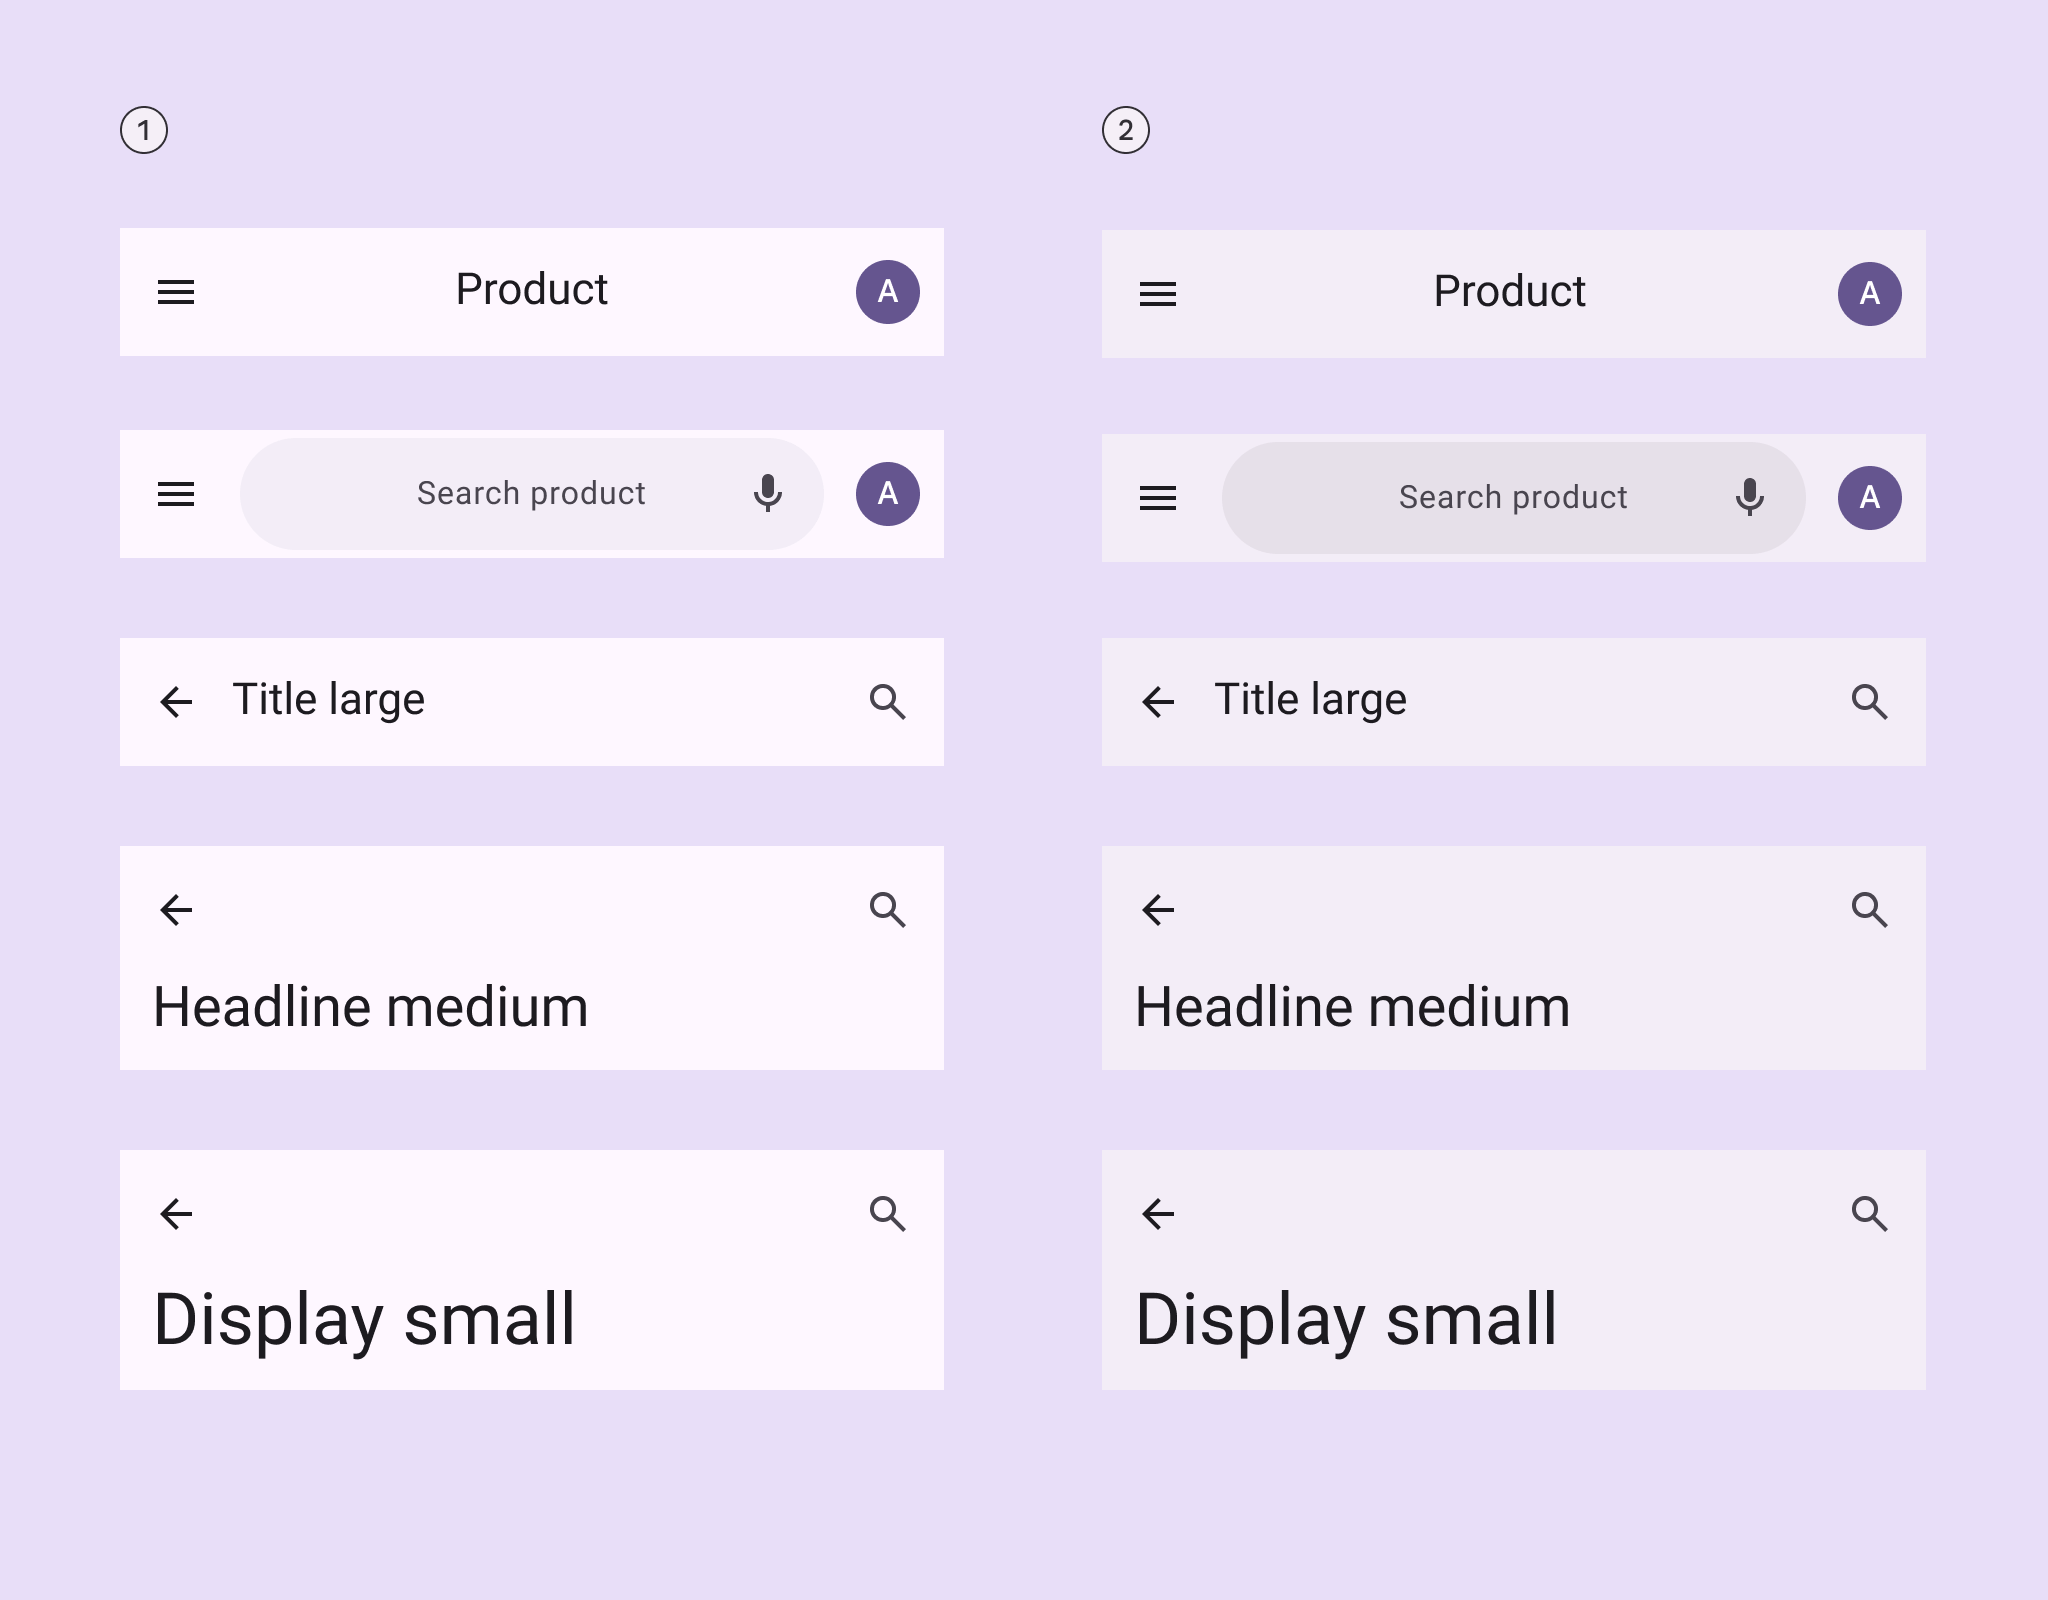 1
Product
A
Search product
A
Title large
Headline medium
Display small
2
Product
A
Search product
A
Title large
Headline medium
Display small